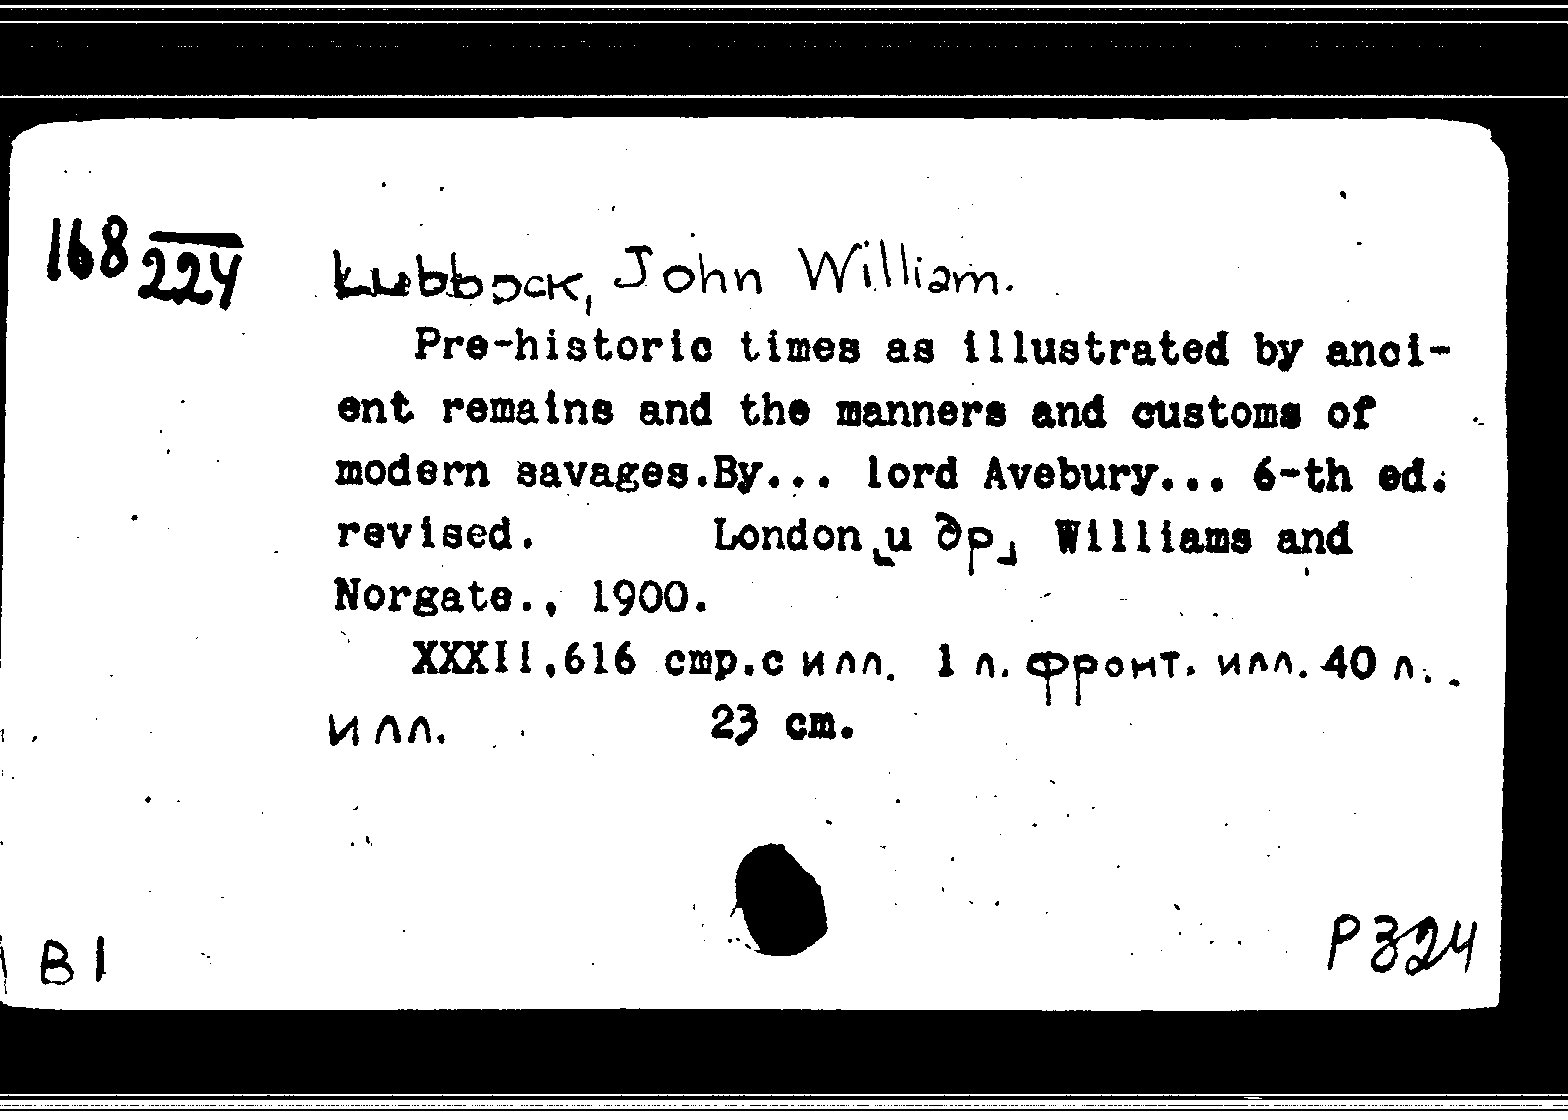 168 224
Lubbock, John William.
Pre-historic times as illustrated by anci-
ent remains and the manners and customs of
modern savages.By... lord Avebury... 6-th ed.
revised. London ⌞и др⌟ Williams and
Norgate., 1900.
XXXII,616 стр.с илл. 1 л. фронт. илл. 40 л.
илл. 23 cm.
B 1
P 324